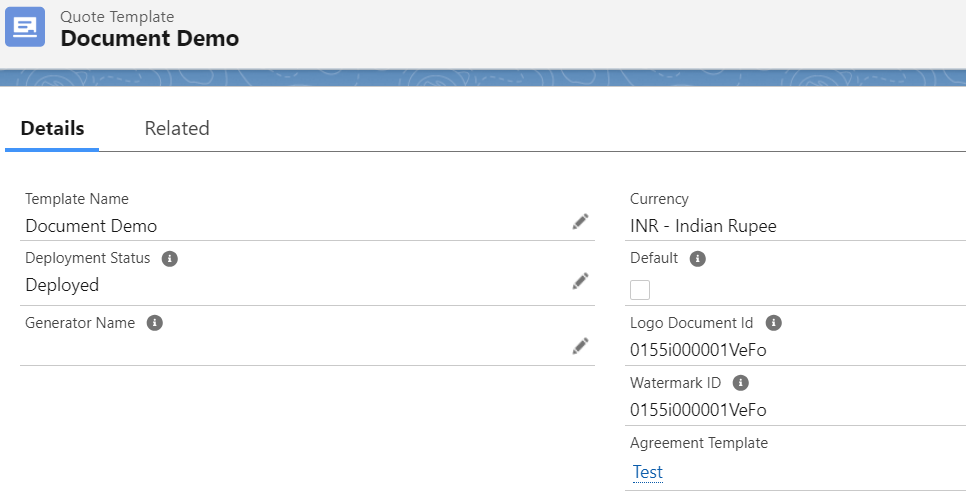 Quote Template
Document Demo
Details
Related
Template Name
Document Demo
Deployment Status
Deployed
Generator Name
Currency
INR - Indian Rupee
Default
Logo Document Id
0155i000001VeFo
Watermark ID
0155i000001VeFo
Agreement Template
Test